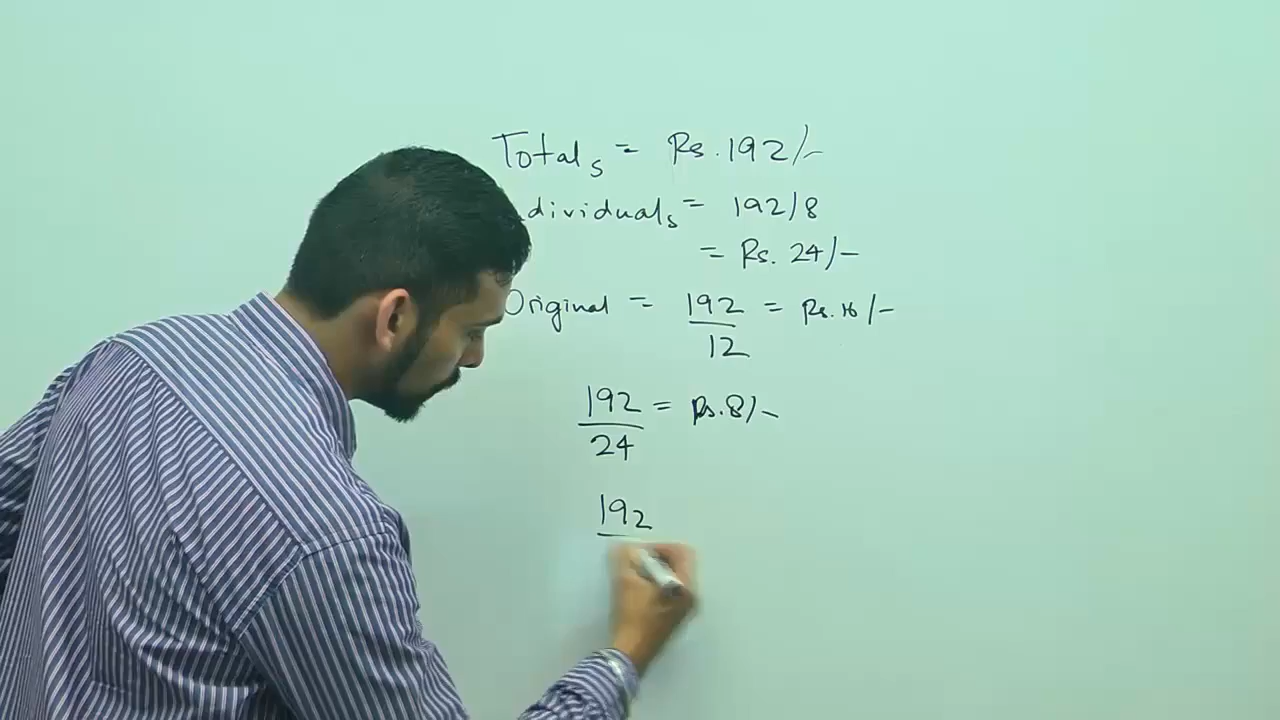 Totals = Rs. 192/-
dividuals = 192/8
= Rs. 24/-
Original = 192/12 = Rs. 16/-
192/24 = Rs. 8/-
192